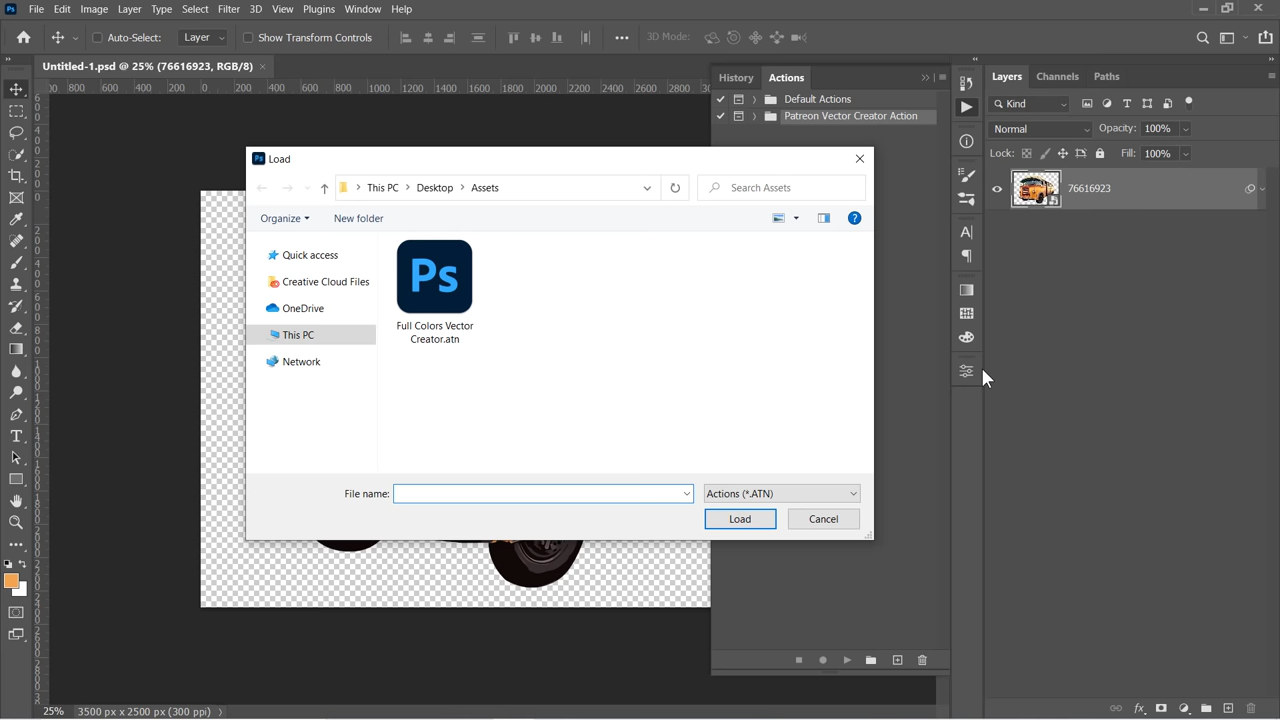 Ps File Edit Image Layer Type Select Filter 3D View Plugins Window Help
Auto-Select: Layer Show Transform Controls 3D Mode:
Untitled-1.psd @ 25% (76616923, RGB/8)
800 600 400 200 0 200 400 600 800 1000 1200 1400 1600 1800 2000 2200 2400 2600 2800
History Actions
Default Actions
Patreon Vector Creator Action
Layers Channels Paths
Kind
Normal Opacity: 100%
Lock: Fill: 100%
76616923
Ps Load
This PC Desktop Assets Search Assets
Organize New folder
Quick access
Creative Cloud Files
OneDrive
This PC
Network
Ps
Full Colors Vector
Creator.atn
File name: Actions (*.ATN)
Load Cancel
25% 3500 px x 2500 px (300 ppi)